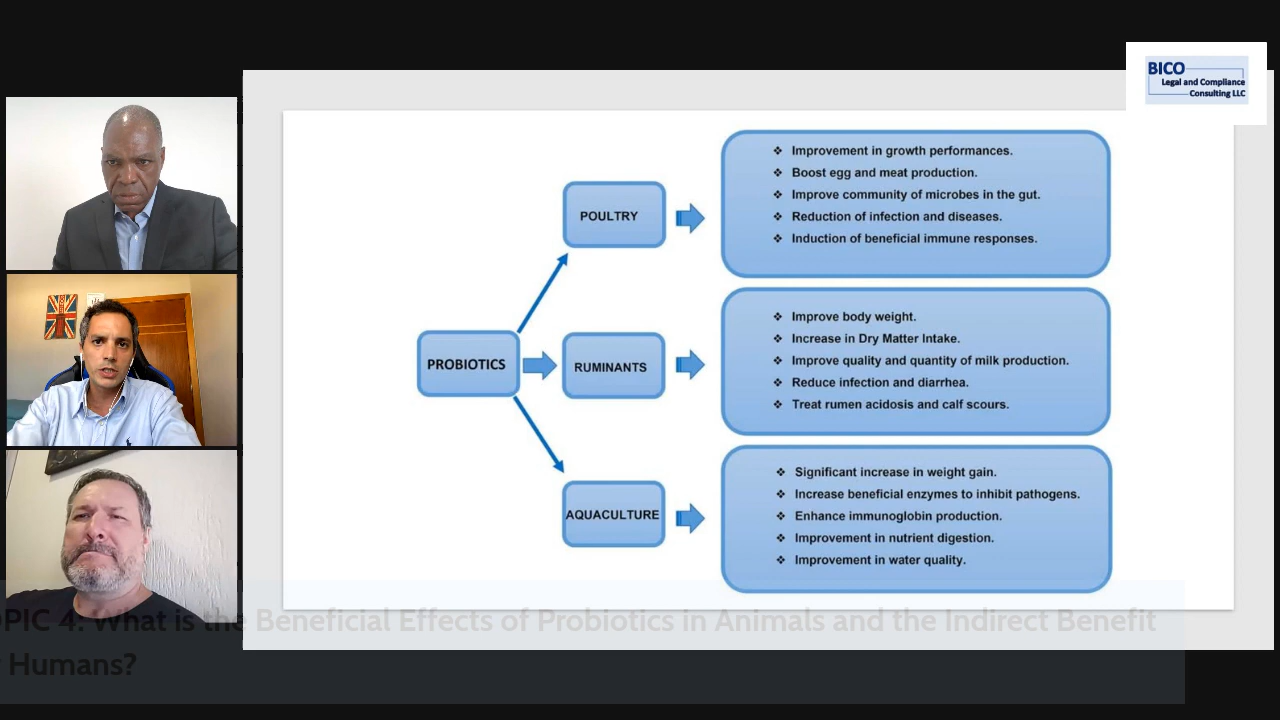 BICO
Legal and Compliance
Consulting LLC
PROBIOTICS
POULTRY
❖ Improvement in growth performances.
❖ Boost egg and meat production.
❖ Improve community of microbes in the gut.
❖ Reduction of infection and diseases.
❖ Induction of beneficial immune responses.
RUMINANTS
❖ Improve body weight.
❖ Increase in Dry Matter Intake.
❖ Improve quality and quantity of milk production.
❖ Reduce infection and diarrhea.
❖ Treat rumen acidosis and calf scours.
AQUACULTURE
❖ Significant increase in weight gain.
❖ Increase beneficial enzymes to inhibit pathogens.
❖ Enhance immunoglobin production.
❖ Improvement in nutrient digestion.
❖ Improvement in water quality.
OPIC 4: What is the Beneficial Effects of Probiotics in Animals and the Indirect Benefit
Humans?